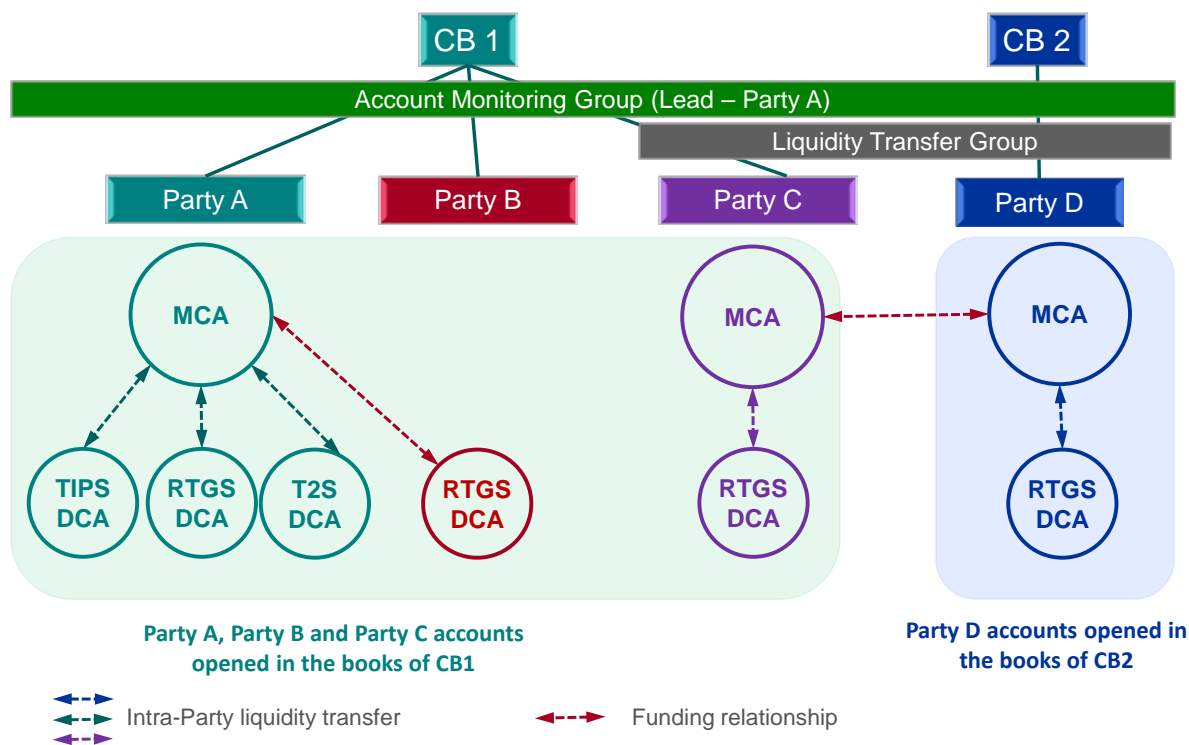 CB 1
CB 2
Account Monitoring Group (Lead – Party A)
Liquidity Transfer Group
Party A
Party B
Party C
Party D
MCA
MCA
MCA
TIPS
DCA
RTGS
DCA
T2S
DCA
RTGS
DCA
RTGS
DCA
RTGS
DCA
Party A, Party B and Party C accounts
opened in the books of CB1
Party D accounts opened in
the books of CB2
Intra-Party liquidity transfer
Funding relationship